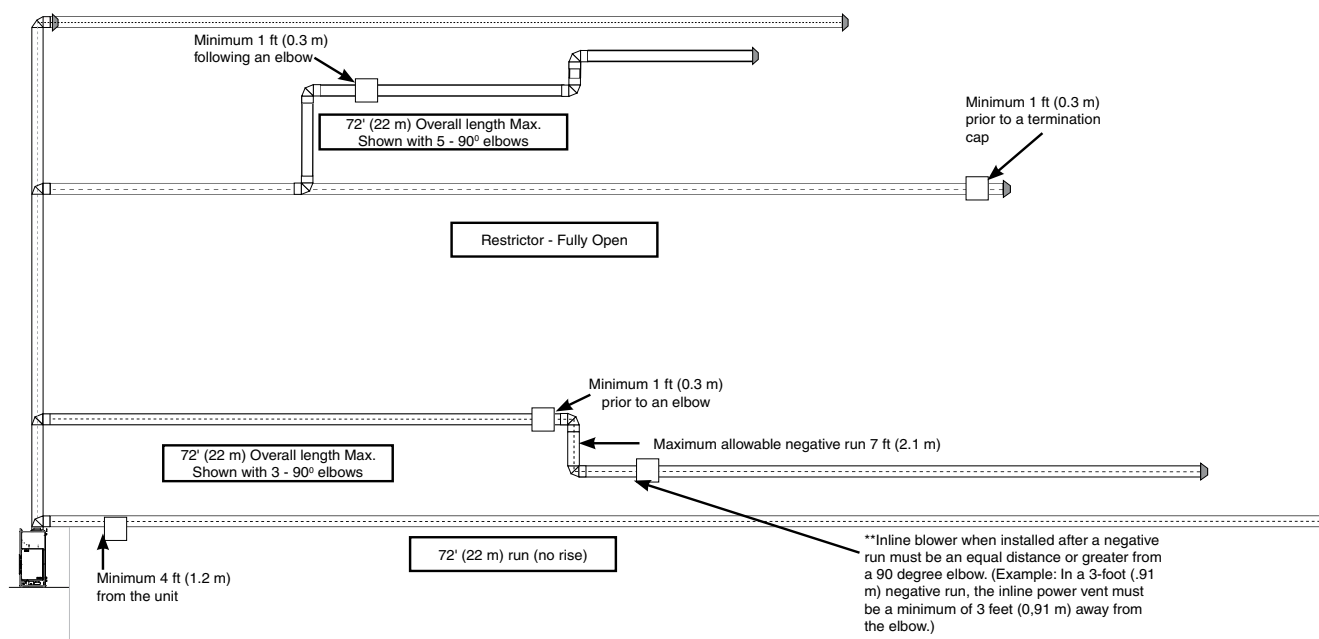 Minimum 1 ft (0.3 m)
following an elbow
72' (22 m) Overall length Max.
Shown with 5 - 90⁰ elbows
Minimum 1 ft (0.3 m)
prior to a termination
cap
Restrictor - Fully Open
Minimum 1 ft (0.3 m)
prior to an elbow
Maximum allowable negative run 7 ft (2.1 m)
72' (22 m) Overall length Max.
Shown with 3 - 90⁰ elbows
72' (22 m) run (no rise)
Minimum 4 ft (1.2 m)
from the unit
**Inline blower when installed after a negative
run must be an equal distance or greater from
a 90 degree elbow. (Example: In a 3-foot (.91
m) negative run, the inline power vent must
be a minimum of 3 feet (0,91 m) away from
the elbow.)